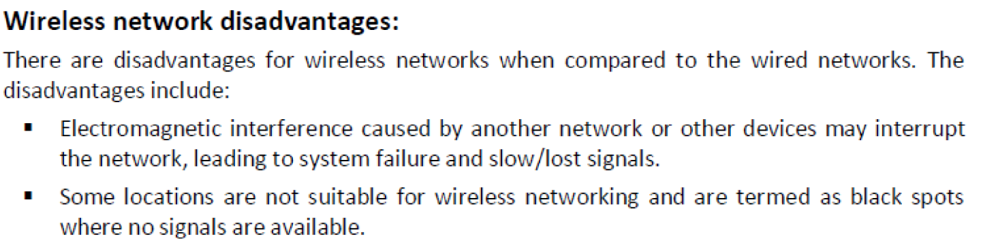 Wireless network disadvantages:
There are disadvantages for wireless networks when compared to the wired networks. The
disadvantages include:
▪ Electromagnetic interference caused by another network or other devices may interrupt
the network, leading to system failure and slow/lost signals.
▪ Some locations are not suitable for wireless networking and are termed as black spots
where no signals are available.